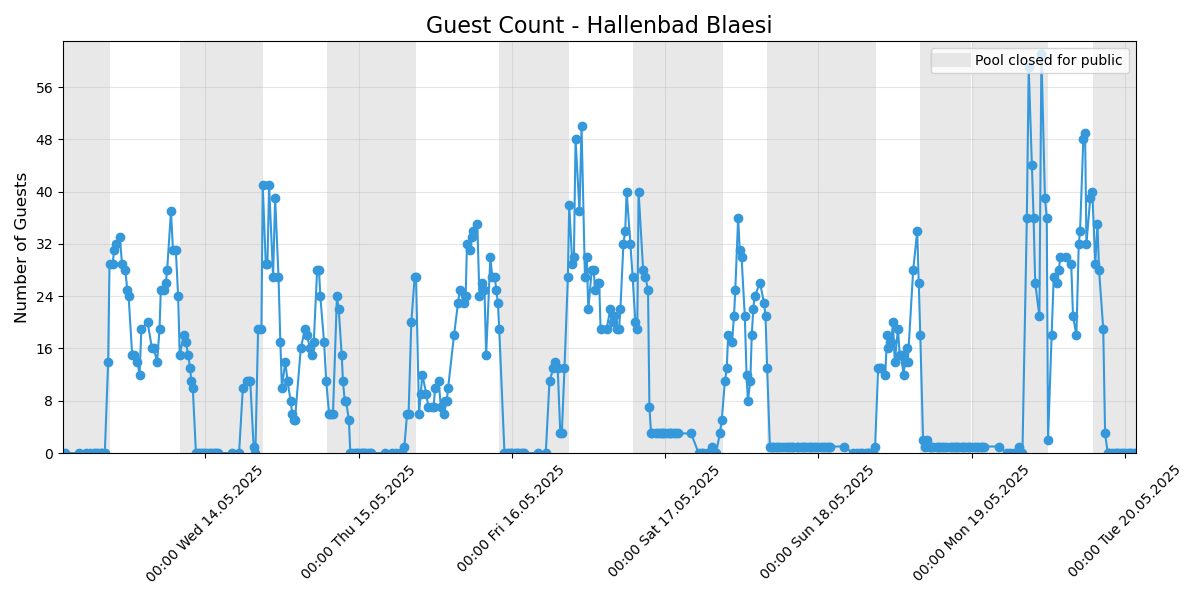 Guest Count - Hallenbad Blaesi
Pool closed for public
Number of Guests
56
48
40
32
24
16
8
0
00:00 Wed 14.05.2025
00:00 Thu 15.05.2025
00:00 Fri 16.05.2025
00:00 Sat 17.05.2025
00:00 Sun 18.05.2025
00:00 Mon 19.05.2025
00:00 Tue 20.05.2025